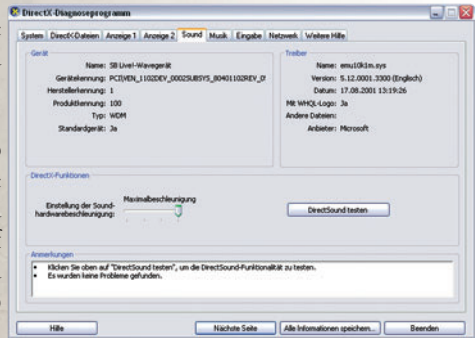 DirectX-Diagnoseprogramm
System DirectX-Dateien Anzeige 1 Anzeige 2 Sound Musik Eingabe Netzwerk Weitere Hilfe
Gerät
Name: SB Live!-Wavegerät
Gerätekennung: PCI\VEN_1102DEV_0002SUBSYS_80401102REV_0
Herstellerkennung: 1
Produktkennung: 100
Typ: WDM
Standardgerät: Ja
Treiber
Name: emu10k1m.sys
Version: 5.12.0001.3300 (Englisch)
Datum: 17.08.2001 13:19:26
Mit WHQL-Logo: Ja
Andere Dateien:
Anbieter: Microsoft
DirectX-Funktionen
Einstellung der Sound-
hardwarebeschleunigung:
Maximalbeschleunigung
DirectSound testen
Anmerkungen
• Klicken Sie oben auf "DirectSound testen", um die DirectSound-Funktionalität zu testen.
• Es wurden keine Probleme gefunden.
Hilfe Nächste Seite Alle Informationen speichern... Beenden